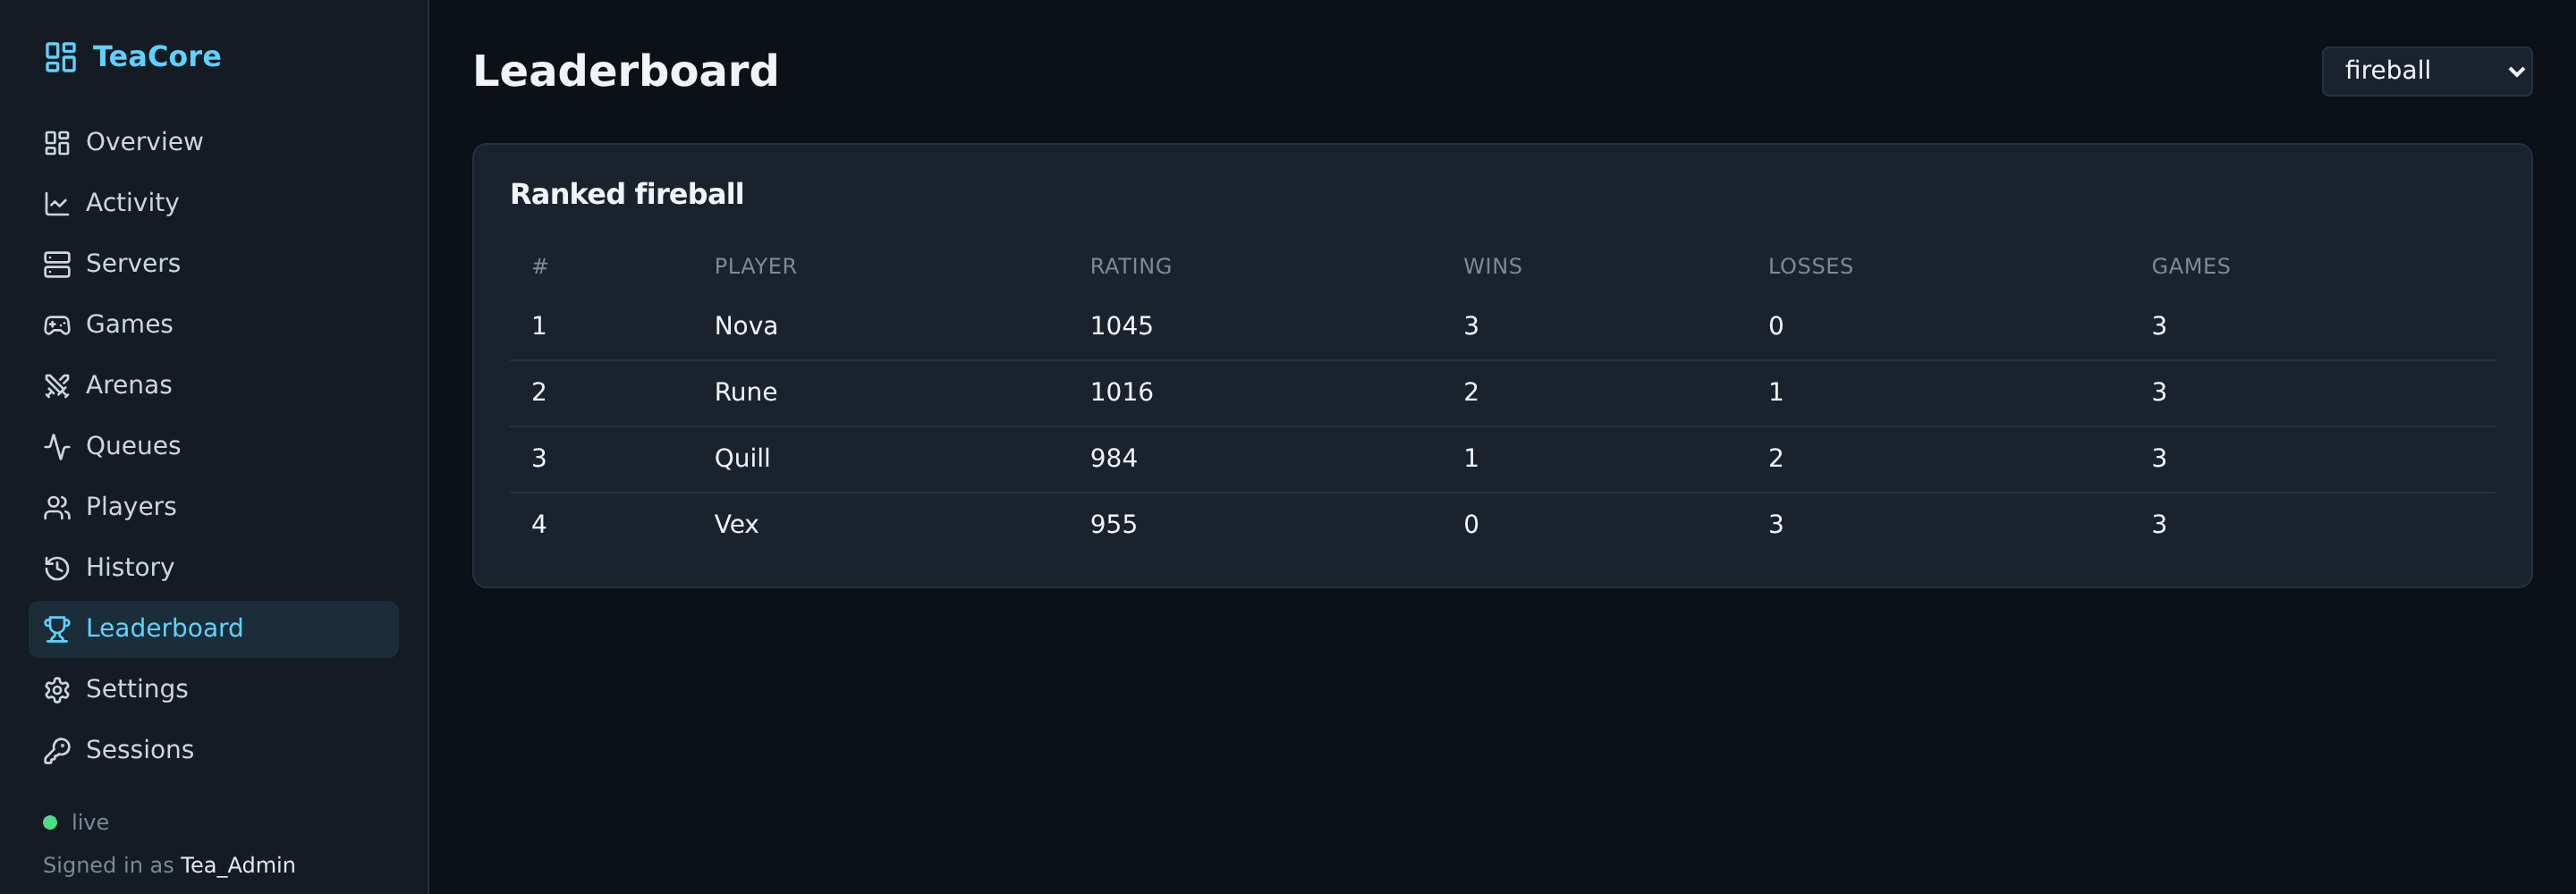 TeaCore
Overview
Activity
Servers
Games
Arenas
Queues
Players
History
Leaderboard
Settings
Sessions
live
Signed in as Tea_Admin
Leaderboard
fireball
Ranked fireball
# PLAYER RATING WINS LOSSES GAMES
1 Nova 1045 3 0 3
2 Rune 1016 2 1 3
3 Quill 984 1 2 3
4 Vex 955 0 3 3